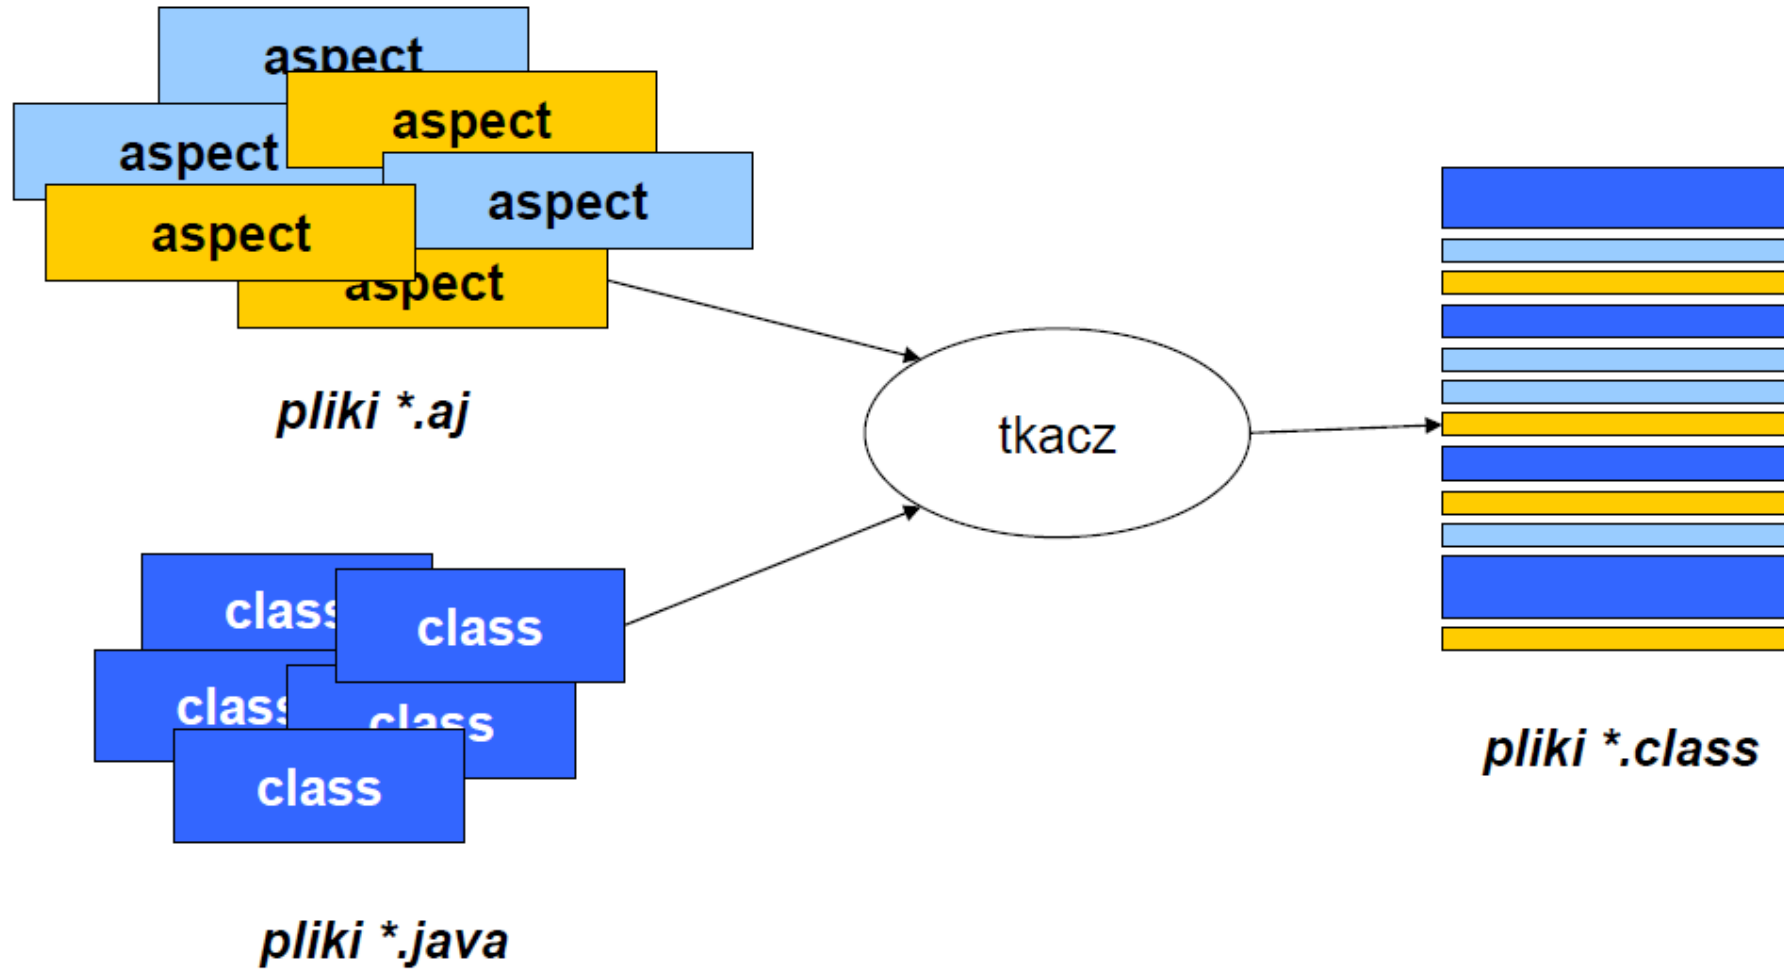 aspect
aspect
aspect
aspect
aspect
aspect
pliki *.aj
tkacz
class
class
class
class
class
pliki *.class
pliki *.java